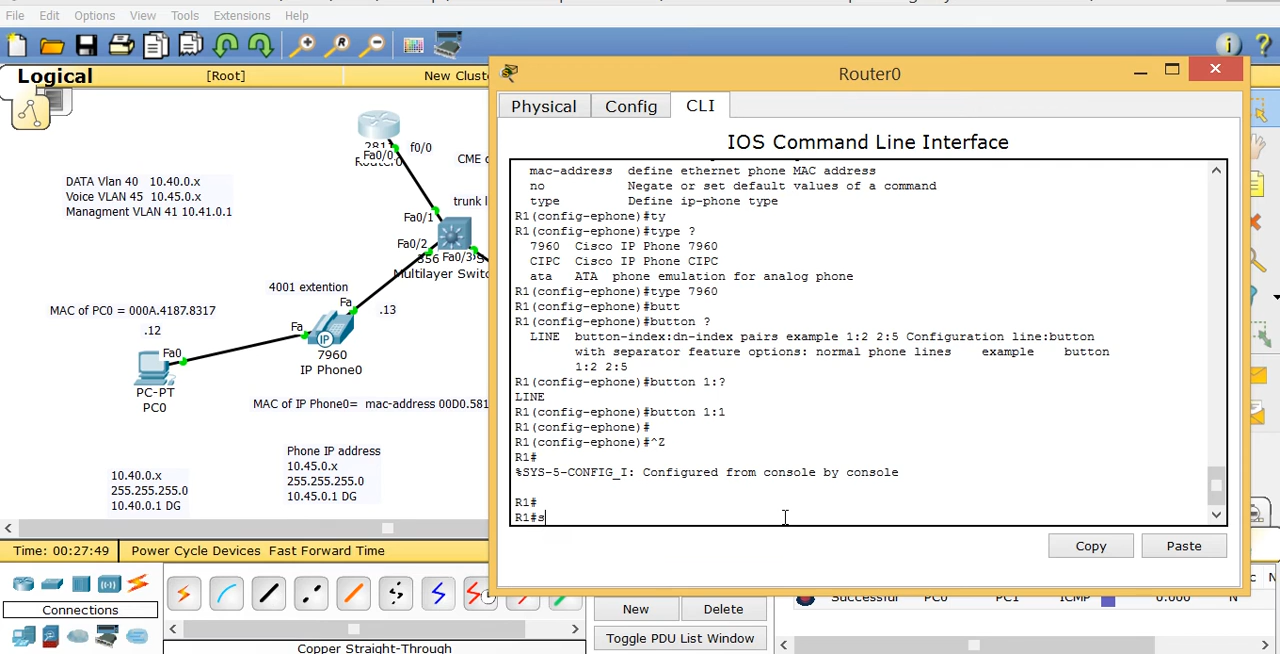 File Edit Options View Tools Extensions Help
Logical [Root] New Cluste
Router0
Physical Config CLI
IOS Command Line Interface
mac-address define ethernet phone MAC address
no Negate or set default values of a command
type Define ip-phone type
R1(config-ephone)#ty
R1(config-ephone)#type ?
7960 Cisco IP Phone 7960
CIPC Cisco IP Phone CIPC
ata ATA phone emulation for analog phone
R1(config-ephone)#type 7960
R1(config-ephone)#butt
R1(config-ephone)#button ?
LINE button-index:dn-index pairs example 1:2 2:5 Configuration line:button
with separator feature options: normal phone lines example button
1:2 2:5
R1(config-ephone)#button 1:?
LINE
R1(config-ephone)#button 1:1
R1(config-ephone)#
R1(config-ephone)#^Z
R1#
%SYS-5-CONFIG_I: Configured from console by console
R1#
R1#s
Copy Paste
f0/0
Fa0/0
CME
trunk l
Fa0/1
Fa0/2
Fa0/3
Multilayer Switc
DATA Vlan 40 10.40.0.x
Voice VLAN 45 10.45.0.x
Managment VLAN 41 10.41.0.1
4001 extention
Fa
.13
MAC of PC0 = 000A.4187.8317
.12
Fa
Fa0
IP
7960
IP Phone0
PC-PT
PC0
MAC of IP Phone0= mac-address 00D0.581
Phone IP address
10.45.0.x
255.255.255.0
10.45.0.1 DG
10.40.0.x
255.255.255.0
10.40.0.1 DG
Time: 00:27:49 Power Cycle Devices Fast Forward Time
Connections
Copper Straight-Through
New Delete
Toggle PDU List Window
Successful PC0 PC1 ICMP 0.000 N